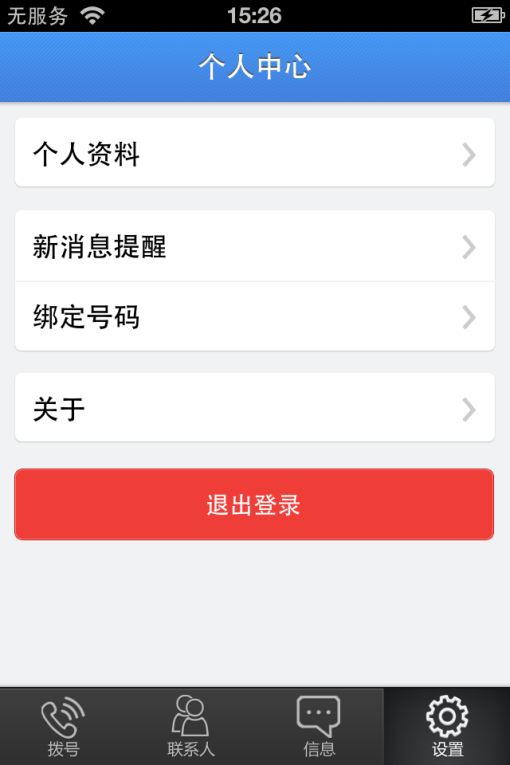 无服务 15:26
个人中心
个人资料
新消息提醒
绑定号码
关于
退出登录
拨号 联系人 信息 设置